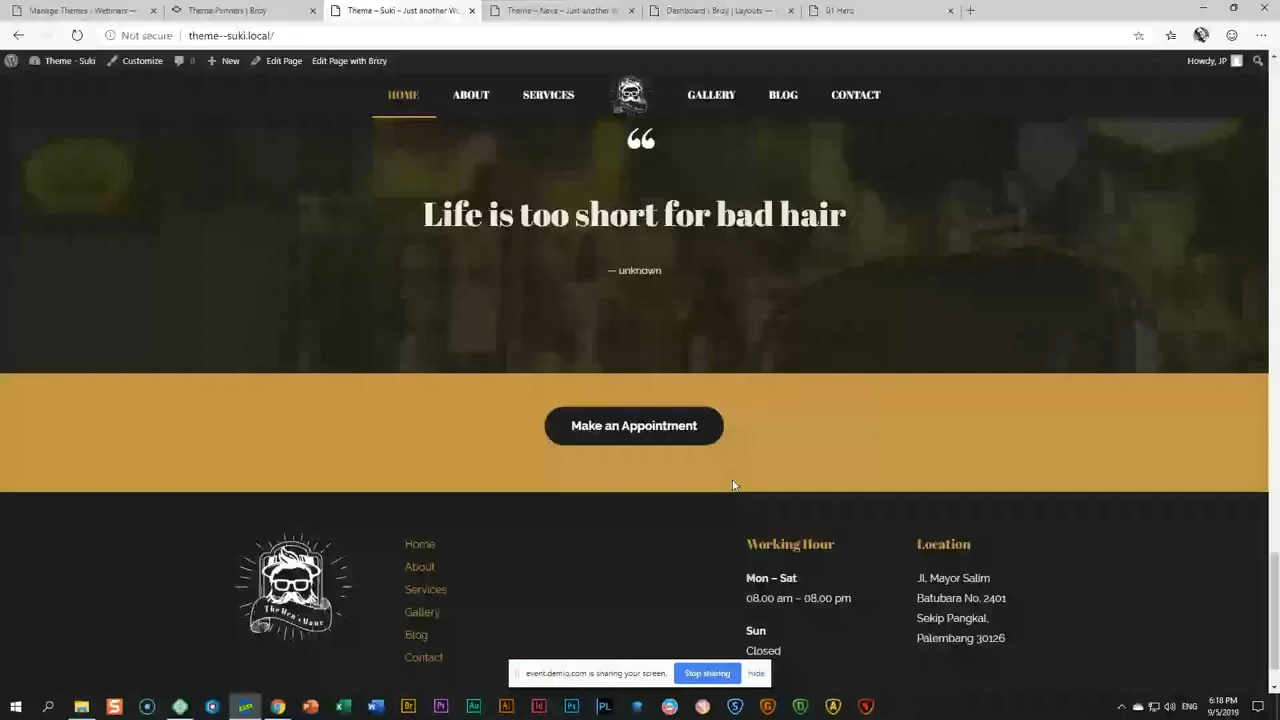 Manage Themes ‹ Webinars —
Theme Partners | Brizy
Theme – Suki – Just another Wo
Theme – Neve – Just another W
Dashboard ‹ Brizy | Layouts —
01 Hero
Not secure
theme--suki.local/
Theme - Suki
Customize
0
New
Edit Page
Edit Page with Brizy
Howdy, JP
HOME
ABOUT
SERVICES
GALLERY
BLOG
CONTACT
“
Life is too short for bad hair
— unknown
Make an Appointment
The Men's Haur
Home
About
Services
Gallery
Blog
Contact
Working Hour
Mon – Sat
08.00 am – 08.00 pm
Sun
Closed
Location
Jl, Mayor Salim
Batubara No. 2401
Sekip Pangkal,
Palembang 30126
event.demio.com is sharing your screen.
Stop sharing
hide
ENG
6:18 PM
9/5/2019